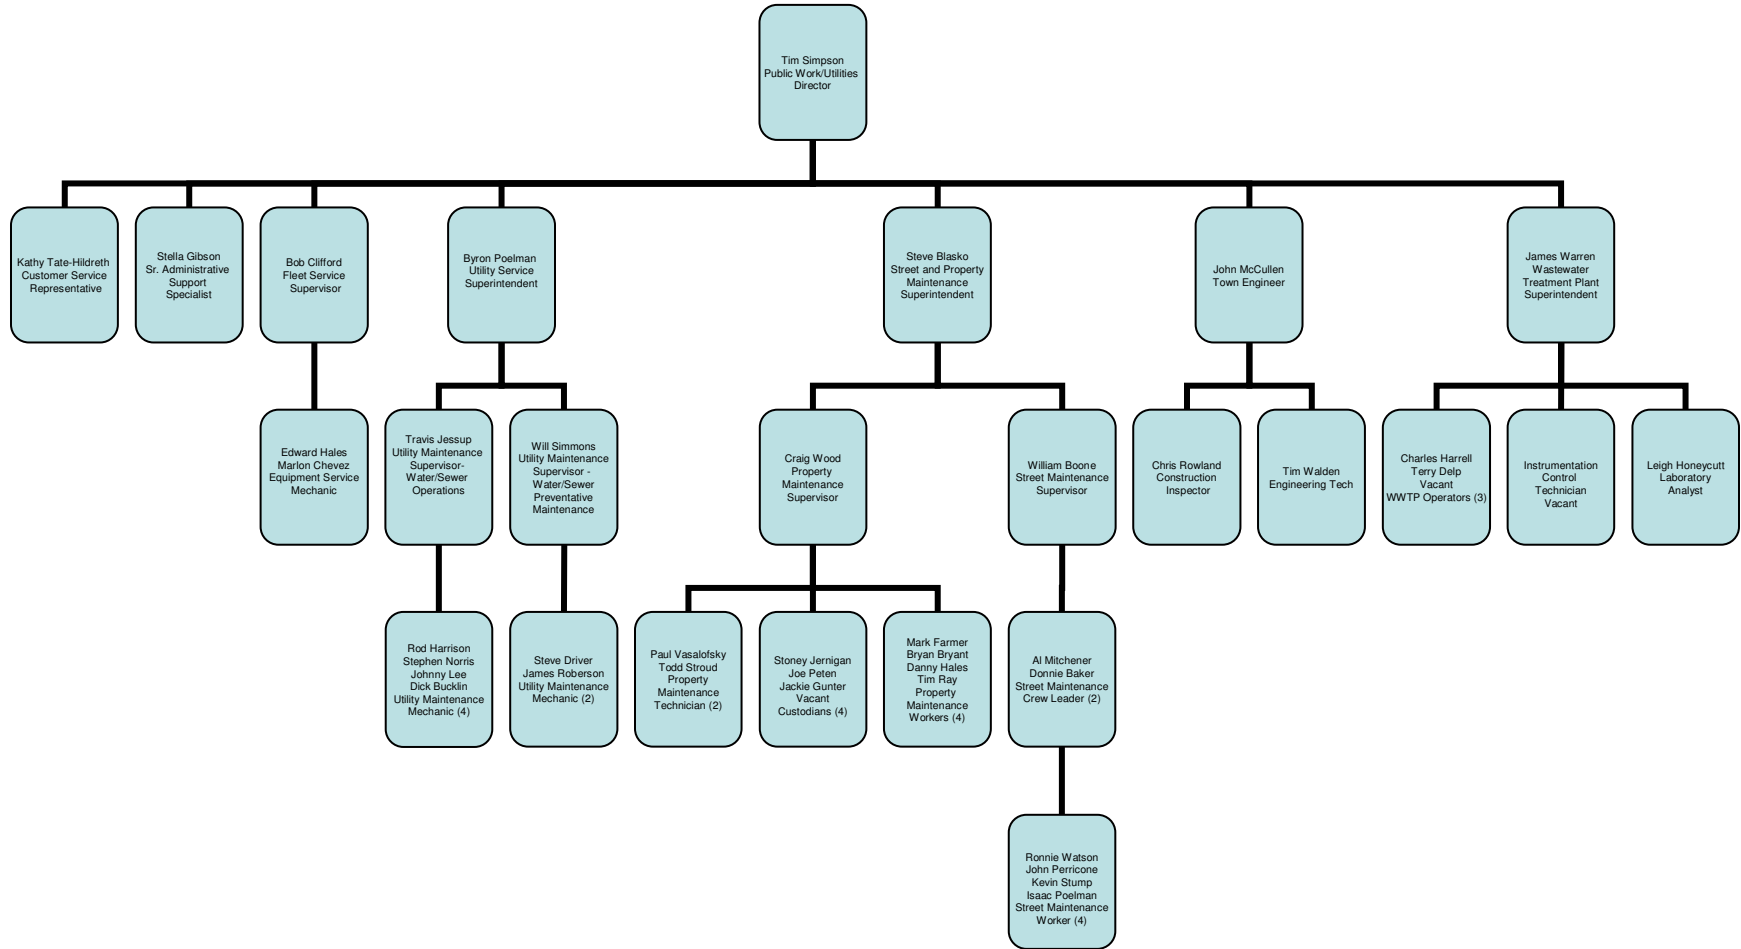 Tim Simpson
Public Work/Utilities
Director
Kathy Tate-Hildreth
Customer Service
Representative
Stella Gibson
Sr. Administrative
Support
Specialist
Bob Clifford
Fleet Service
Supervisor
Byron Poelman
Utility Service
Superintendent
Steve Blasko
Street and Property
Maintenance
Superintendent
John McCullen
Town Engineer
James Warren
Wastewater
Treatment Plant
Superintendent
Edward Hales
Marlon Chevez
Equipment Service
Mechanic
Travis Jessup
Utility Maintenance
Supervisor-
Water/Sewer
Operations
Will Simmons
Utility Maintenance
Supervisor -
Water/Sewer
Preventative
Maintenance
Craig Wood
Property
Maintenance
Supervisor
William Boone
Street Maintenance
Supervisor
Chris Rowland
Construction
Inspector
Tim Walden
Engineering Tech
Charles Harrell
Terry Delp
Vacant
WWTP Operators (3)
Instrumentation
Control
Technician
Vacant
Leigh Honeycutt
Laboratory
Analyst
Rod Harrison
Stephen Norris
Johnny Lee
Dick Bucklin
Utility Maintenance
Mechanic (4)
Steve Driver
James Roberson
Utility Maintenance
Mechanic (2)
Paul Vasalofsky
Todd Stroud
Property
Maintenance
Technician (2)
Stoney Jernigan
Joe Peten
Jackie Gunter
Vacant
Custodians (4)
Mark Farmer
Bryan Bryant
Danny Hales
Tim Ray
Property
Maintenance
Workers (4)
Al Mitchener
Donnie Baker
Street Maintenance
Crew Leader (2)
Ronnie Watson
John Perricone
Kevin Stump
Isaac Poelman
Street Maintenance
Worker (4)